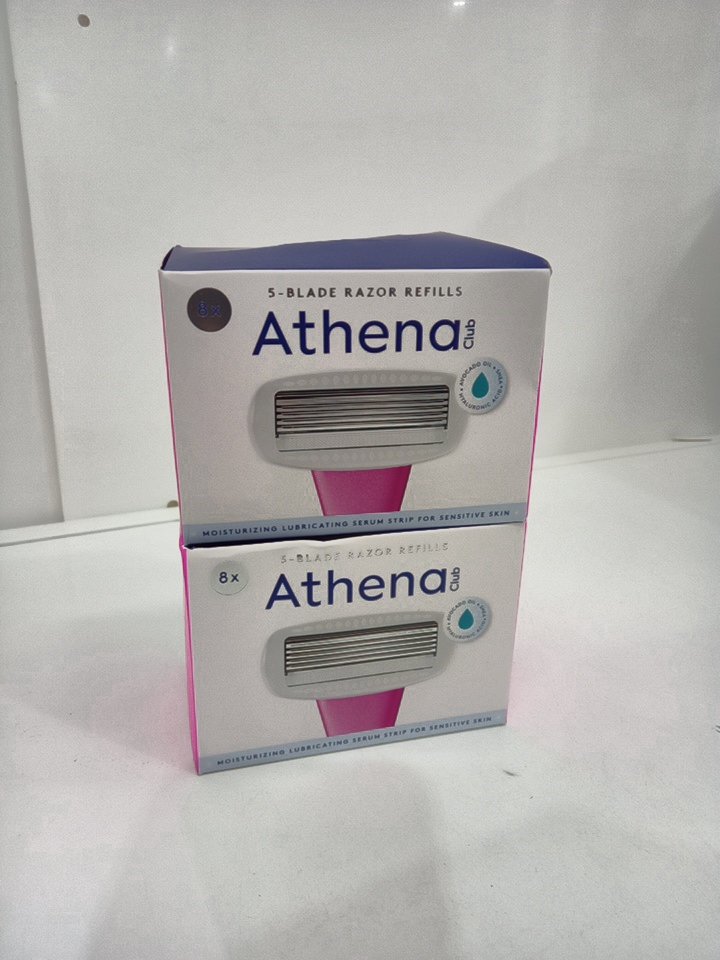 5-BLADE RAZOR REFILLS
8x
Athena Club
AVOCADO OIL • SHEA • HYALURONIC ACID •
MOISTURIZING LUBRICATING SERUM STRIP FOR SENSITIVE SKIN
5-BLADE RAZOR REFILLS
8x
Athena Club
AVOCADO OIL • SHEA • HYALURONIC ACID •
MOISTURIZING LUBRICATING SERUM STRIP FOR SENSITIVE SKIN